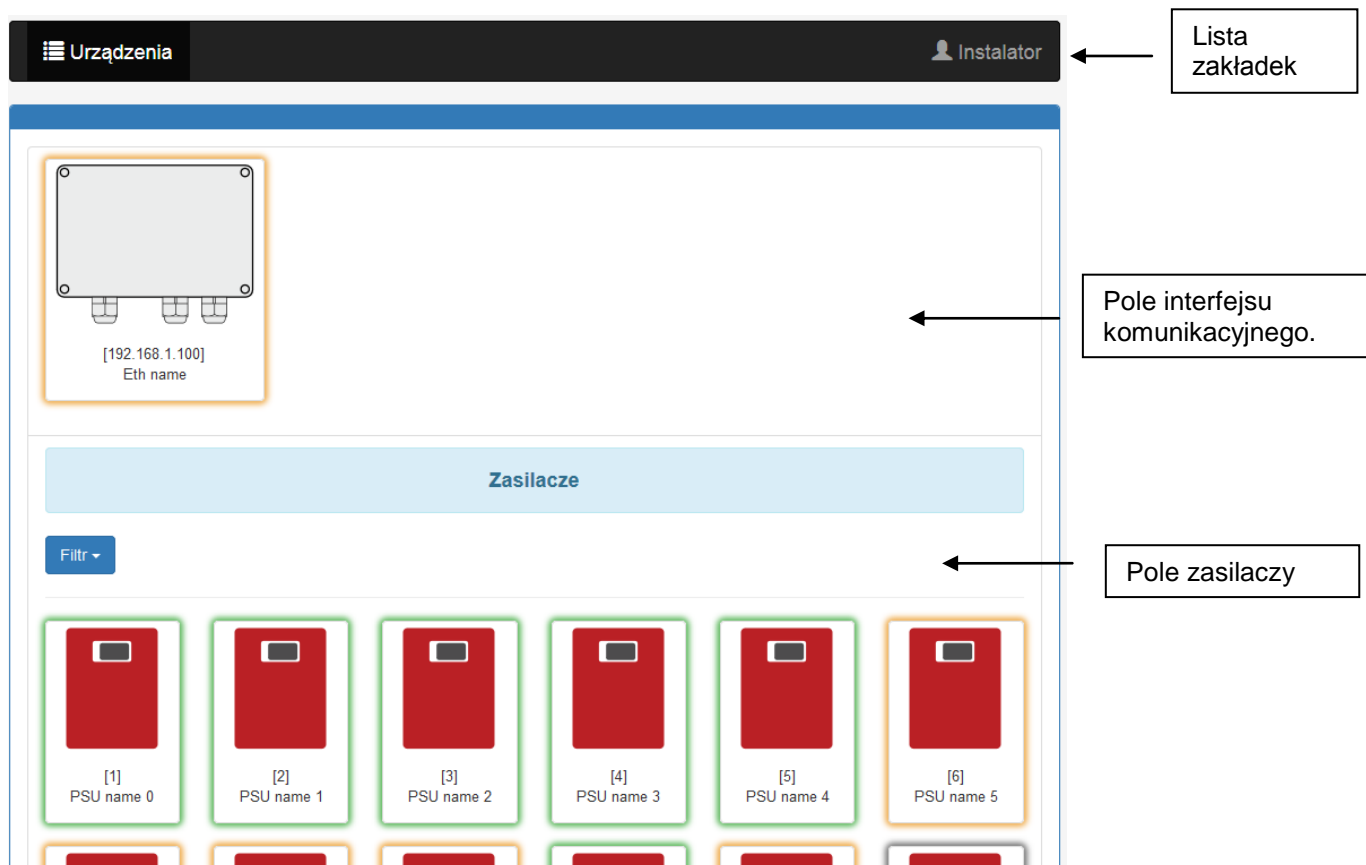 Urządzenia
Instalator
Lista
zakładek
[192.168.1.100]
Eth name
Pole interfejsu
komunikacyjnego.
Zasilacze
Filtr
Pole zasilaczy
[1]
PSU name 0
[2]
PSU name 1
[3]
PSU name 2
[4]
PSU name 3
[5]
PSU name 4
[6]
PSU name 5